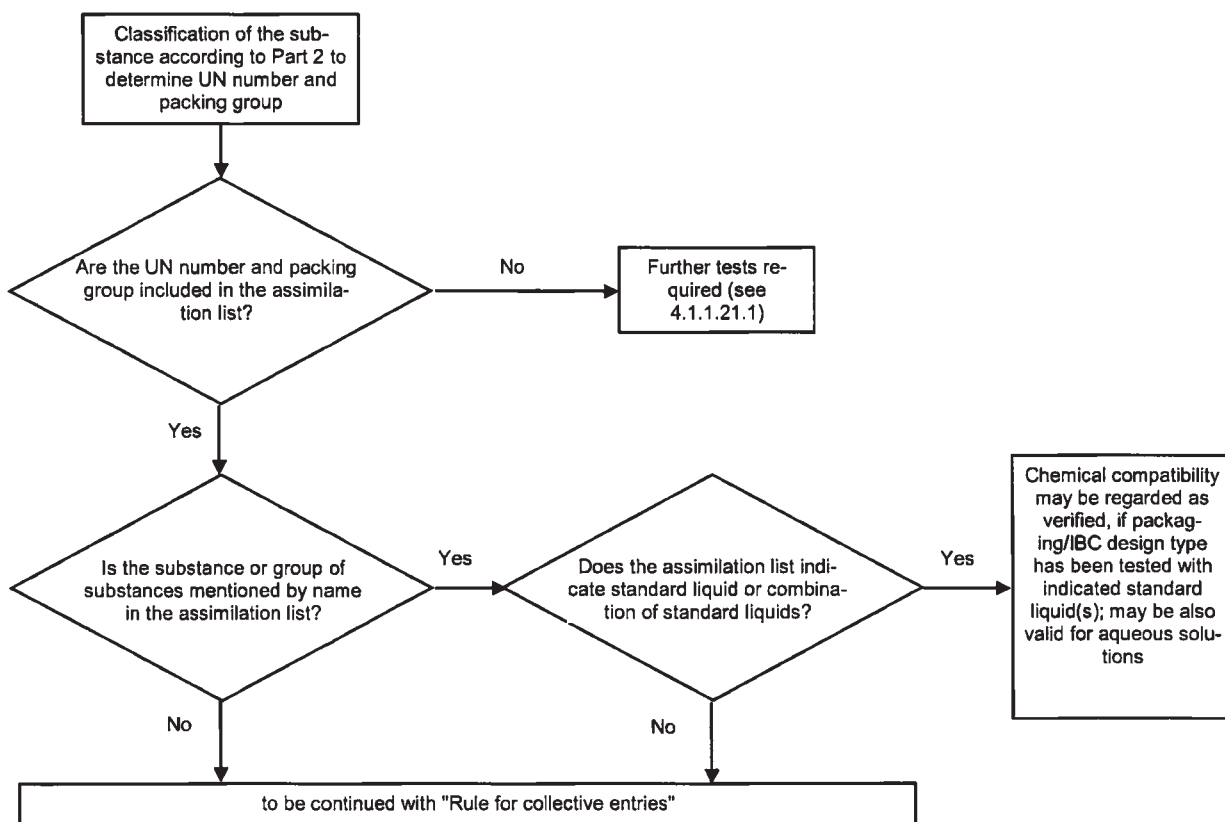 Classification of the sub-
stance according to Part 2 to
determine UN number and
packing group
Are the UN number and packing
group included in the assimila-
tion list?
No
Further tests re-
quired (see
4.1.1.21.1)
Yes
Is the substance or group of
substances mentioned by name
in the assimilation list?
Yes
Does the assimilation list indi-
cate standard liquid or combina-
tion of standard liquids?
Yes
Chemical compatibility
may be regarded as
verified, if packag-
ing/IBC design type
has been tested with
indicated standard
liquid(s); may be also
valid for aqueous solu-
tions
No
No
to be continued with "Rule for collective entries"